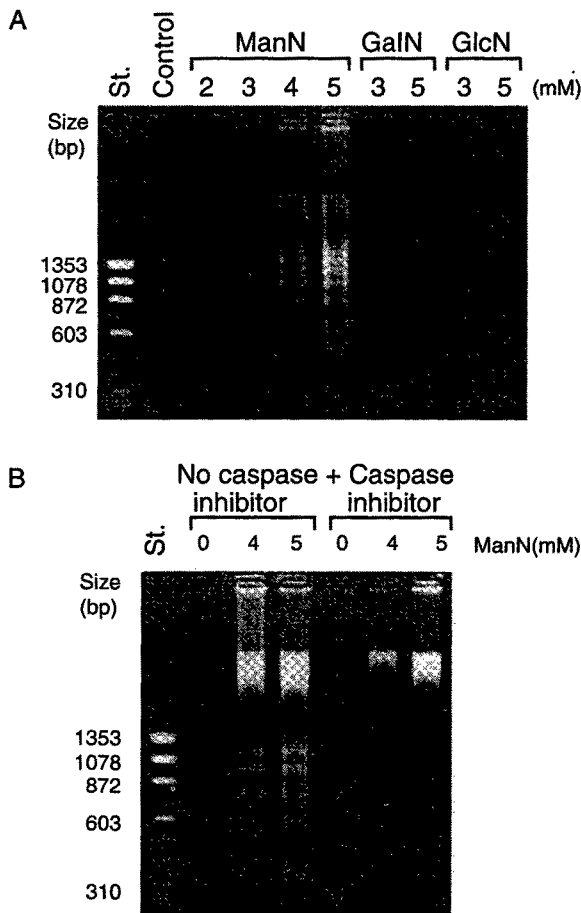 A
St.
Control
ManN
GalN
GlcN
2 3 4 5 3 5 3 5 (mM)
Size
(bp)
1353
1078
872
603
310
B
No caspase + Caspase
inhibitor inhibitor
St.
0 4 5 0 4 5 ManN(mM)
Size
(bp)
1353
1078
872
603
310